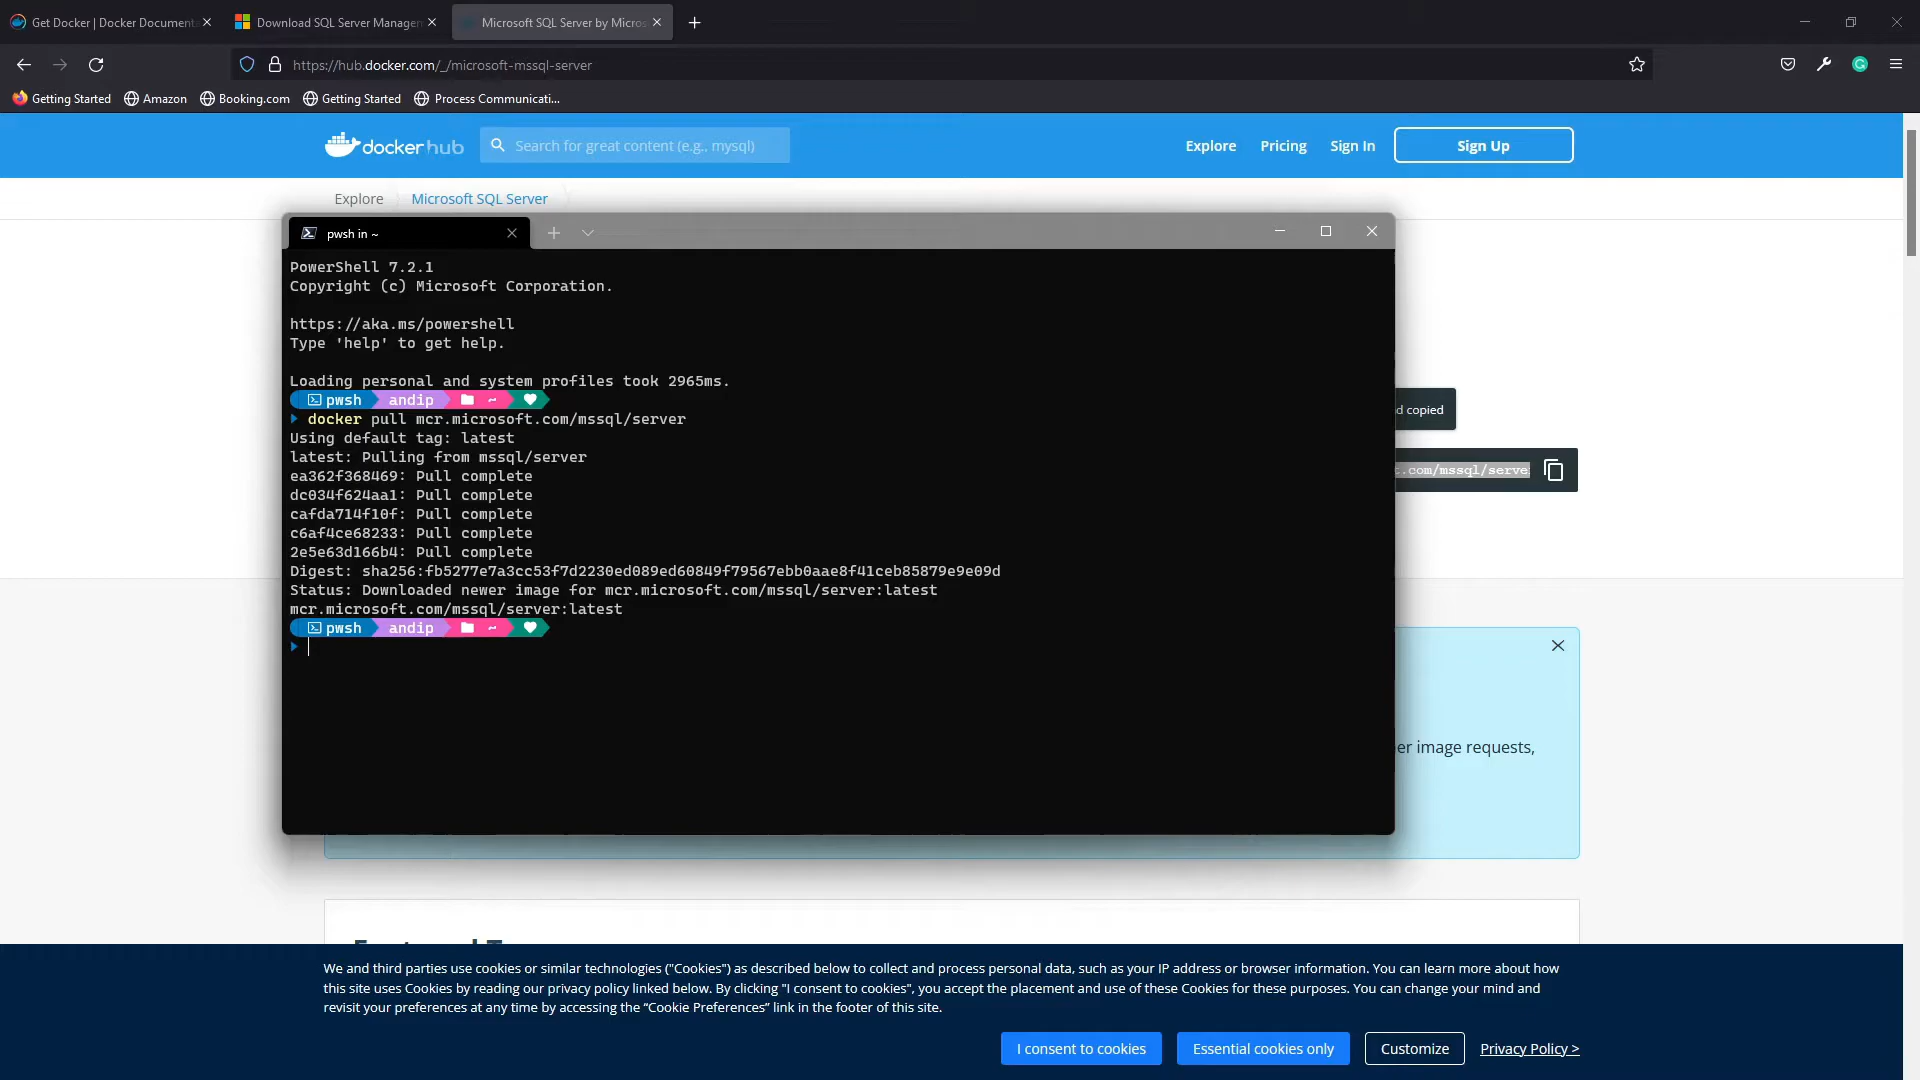 Get Docker | Docker Documents
Download SQL Server Managem
Microsoft SQL Server by Micros
https://hub.docker.com/_/microsoft-mssql-server
Getting Started
Amazon
Booking.com
Getting Started
Process Communicati...
docker hub
Search for great content (e.g., mysql)
Explore
Pricing
Sign In
Sign Up
Explore
Microsoft SQL Server
pwsh in ~
PowerShell 7.2.1
Copyright (c) Microsoft Corporation.
https://aka.ms/powershell
Type 'help' to get help.
Loading personal and system profiles took 2965ms.
pwsh andip ~
docker pull mcr.microsoft.com/mssql/server
Using default tag: latest
latest: Pulling from mssql/server
ea362f368469: Pull complete
dc034f624aa1: Pull complete
cafda714f10f: Pull complete
c6af4ce68233: Pull complete
2e5e63d166b4: Pull complete
Digest: sha256:fb5277e7a3cc53f7d2230ed089ed60849f79567ebb0aae8f41ceb85879e9e09d
Status: Downloaded newer image for mcr.microsoft.com/mssql/server:latest
mcr.microsoft.com/mssql/server:latest
pwsh andip ~
d copied
t.com/mssql/serve
er image requests,
We and third parties use cookies or similar technologies ("Cookies") as described below to collect and process personal data, such as your IP address or browser information. You can learn more about how
this site uses Cookies by reading our privacy policy linked below. By clicking "I consent to cookies", you accept the placement and use of these Cookies for these purposes. You can change your mind and
revisit your preferences at any time by accessing the “Cookie Preferences” link in the footer of this site.
I consent to cookies
Essential cookies only
Customize
Privacy Policy >